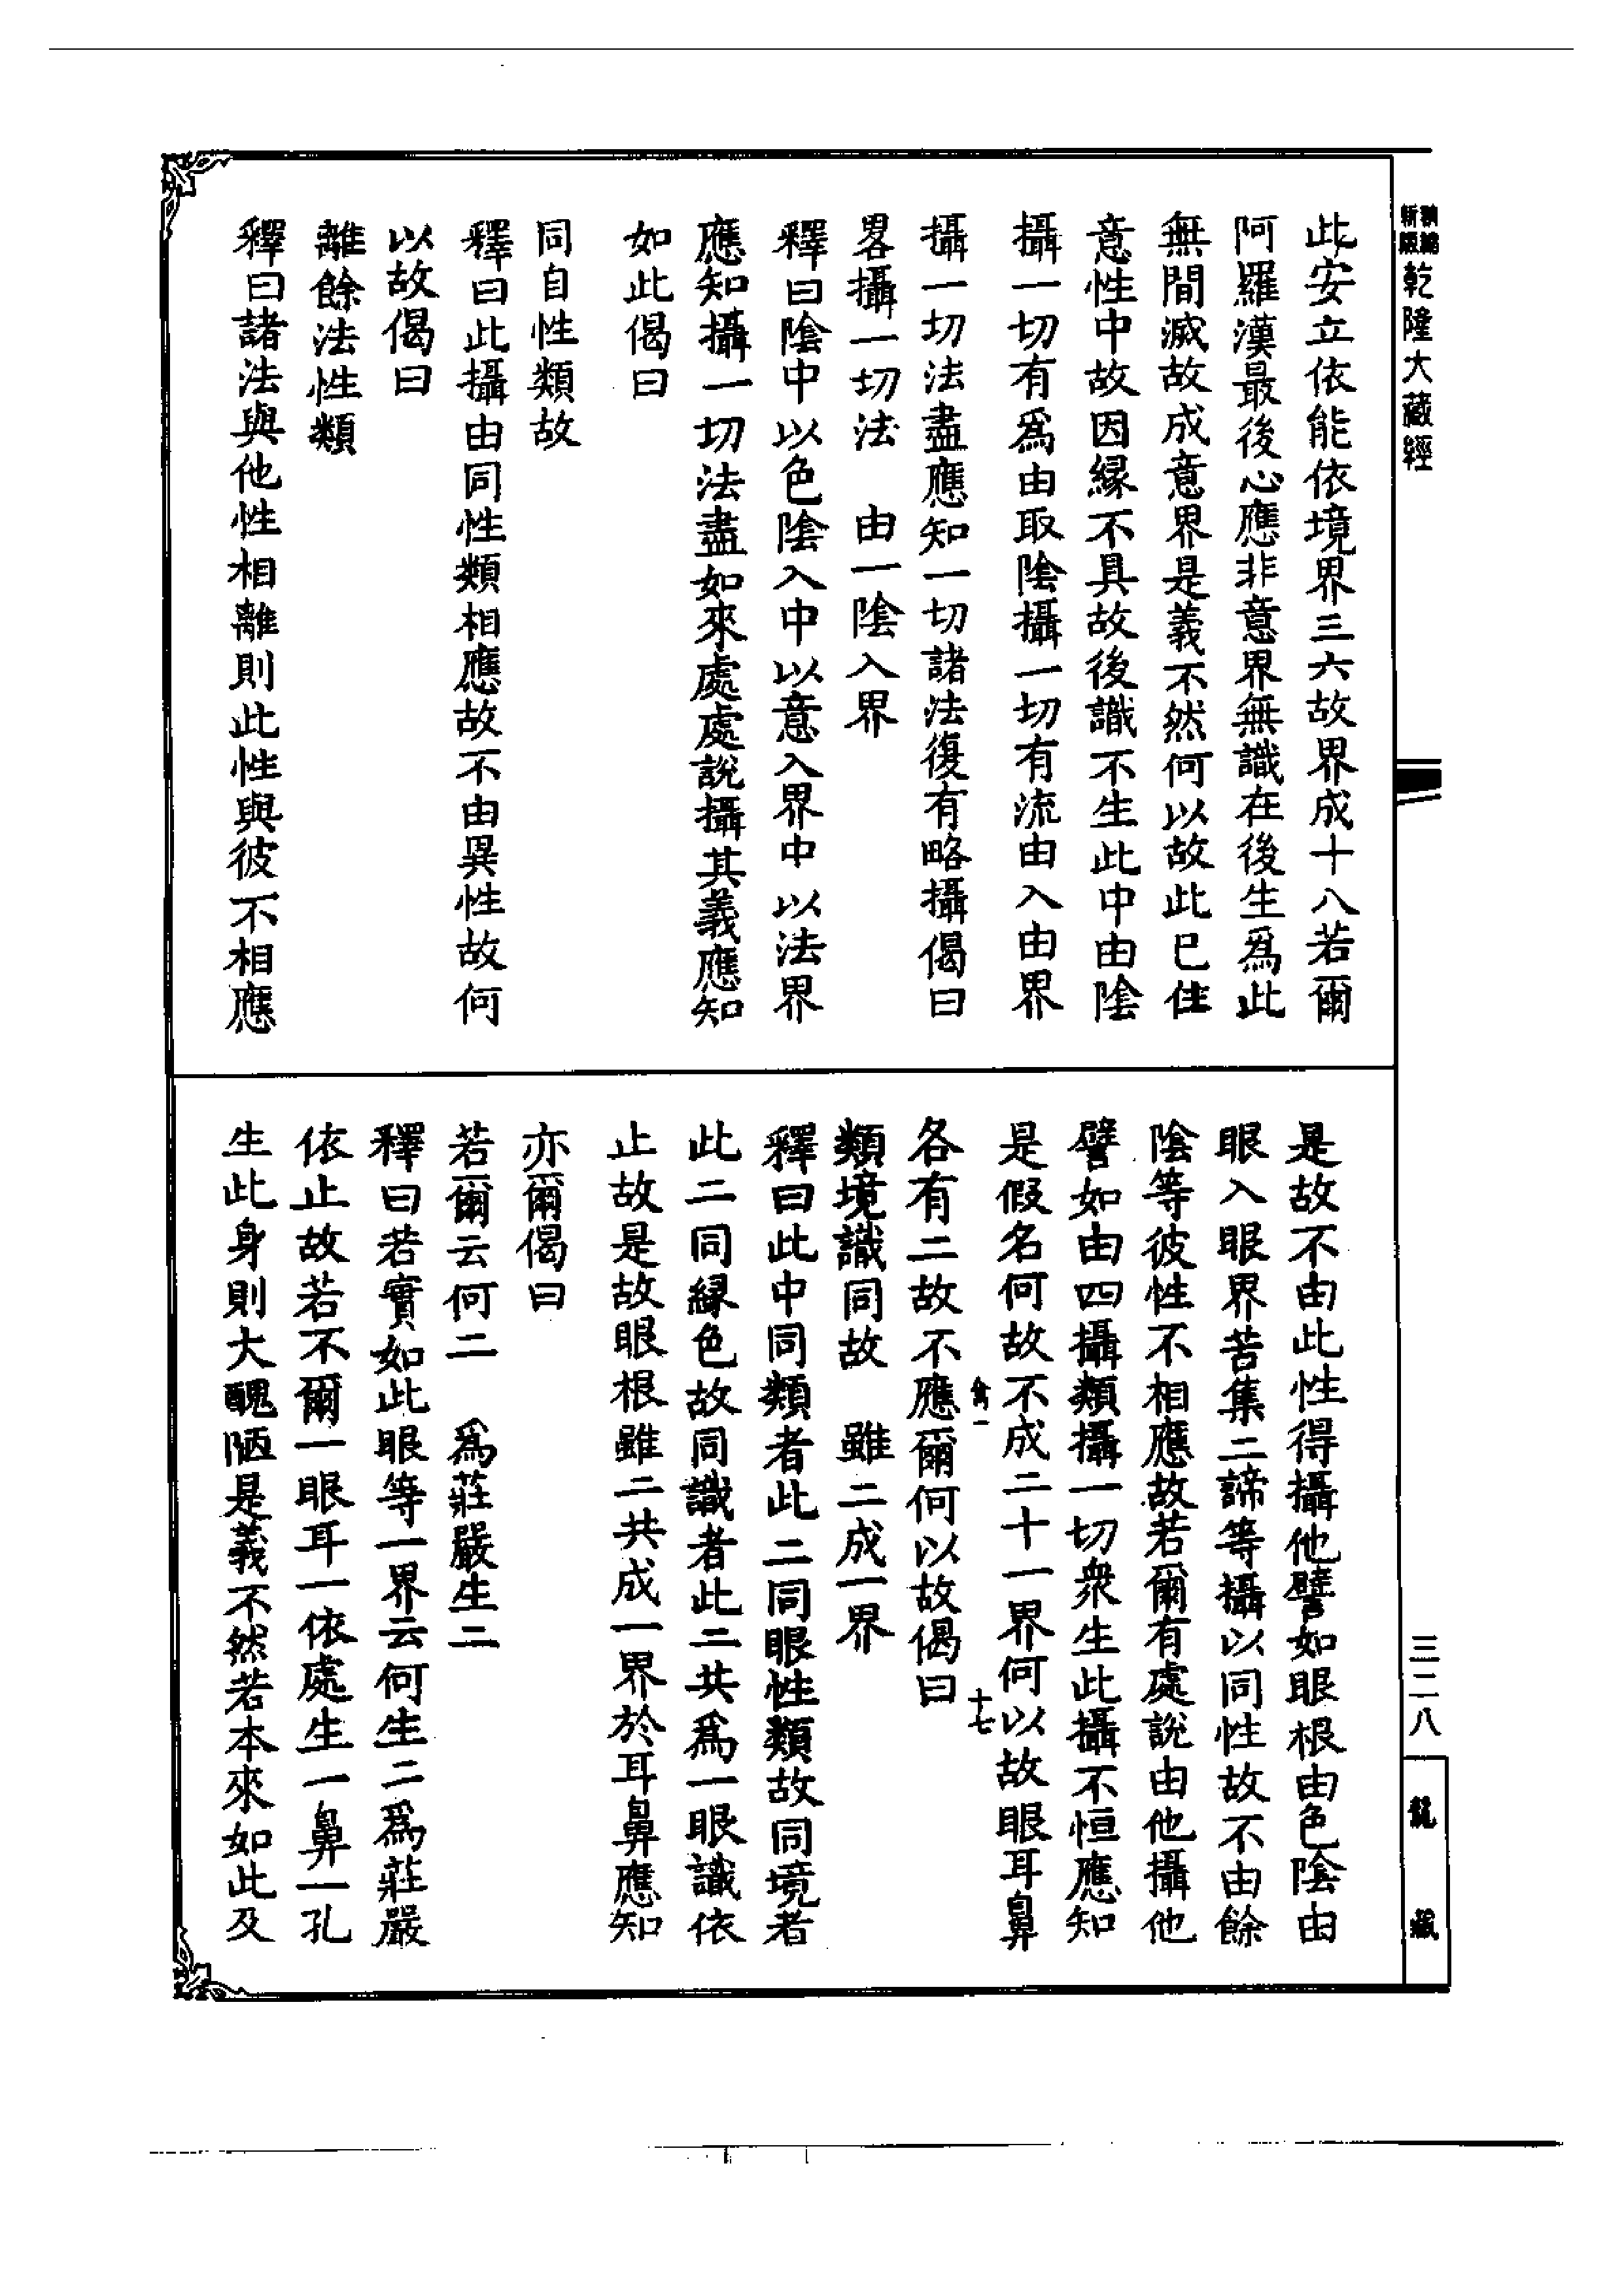 新編
新版
乾隆大藏經
此安立依能依境界三六故界成十八若爾
阿羅漢最後心應非意界無識在後生爲此
無間滅故成意界是義不然何以故此已住
意性中故因縁不具故後識不生此中由陰
攝一切有爲由取陰攝一切有流由入由界
攝一切法盡應知一切諸法復有略攝偈曰
畧攝一切法　由一陰入界
釋曰陰中以色陰入中以意入界中以法界
應知攝一切法盡如來處處說攝其義應知
如此偈曰
同自性類故
釋曰此攝由同性類相應故不由異性故何
以故偈曰
離餘法性類
釋曰諸法與他性相離則此性與彼不相應
是故不由此性得攝他譬如眼根由色陰由
眼入眼界苦集二諦等攝以同性故不由餘
陰等彼性不相應故若爾有處說由他攝他
譬如由四攝類攝一切衆生此攝不恒應知
是假名何故不成二十一界何以故眼耳鼻
十七
各有二故不應爾何以故偈曰
類境識同故　雖二成一界
釋曰此中同類者此二同眼性類故同境者
此二同縁色故同識者此二共爲一眼識依
止故是故眼根雖二共成一界於耳鼻應知
亦爾偈曰
若爾云何二　爲莊嚴生二
釋曰若實如此眼等一界云何生二爲莊嚴
依止故若不爾一眼耳一依處生一鼻一孔
生此身則大醜陋是義不然若本來如此及
三二八
龍藏